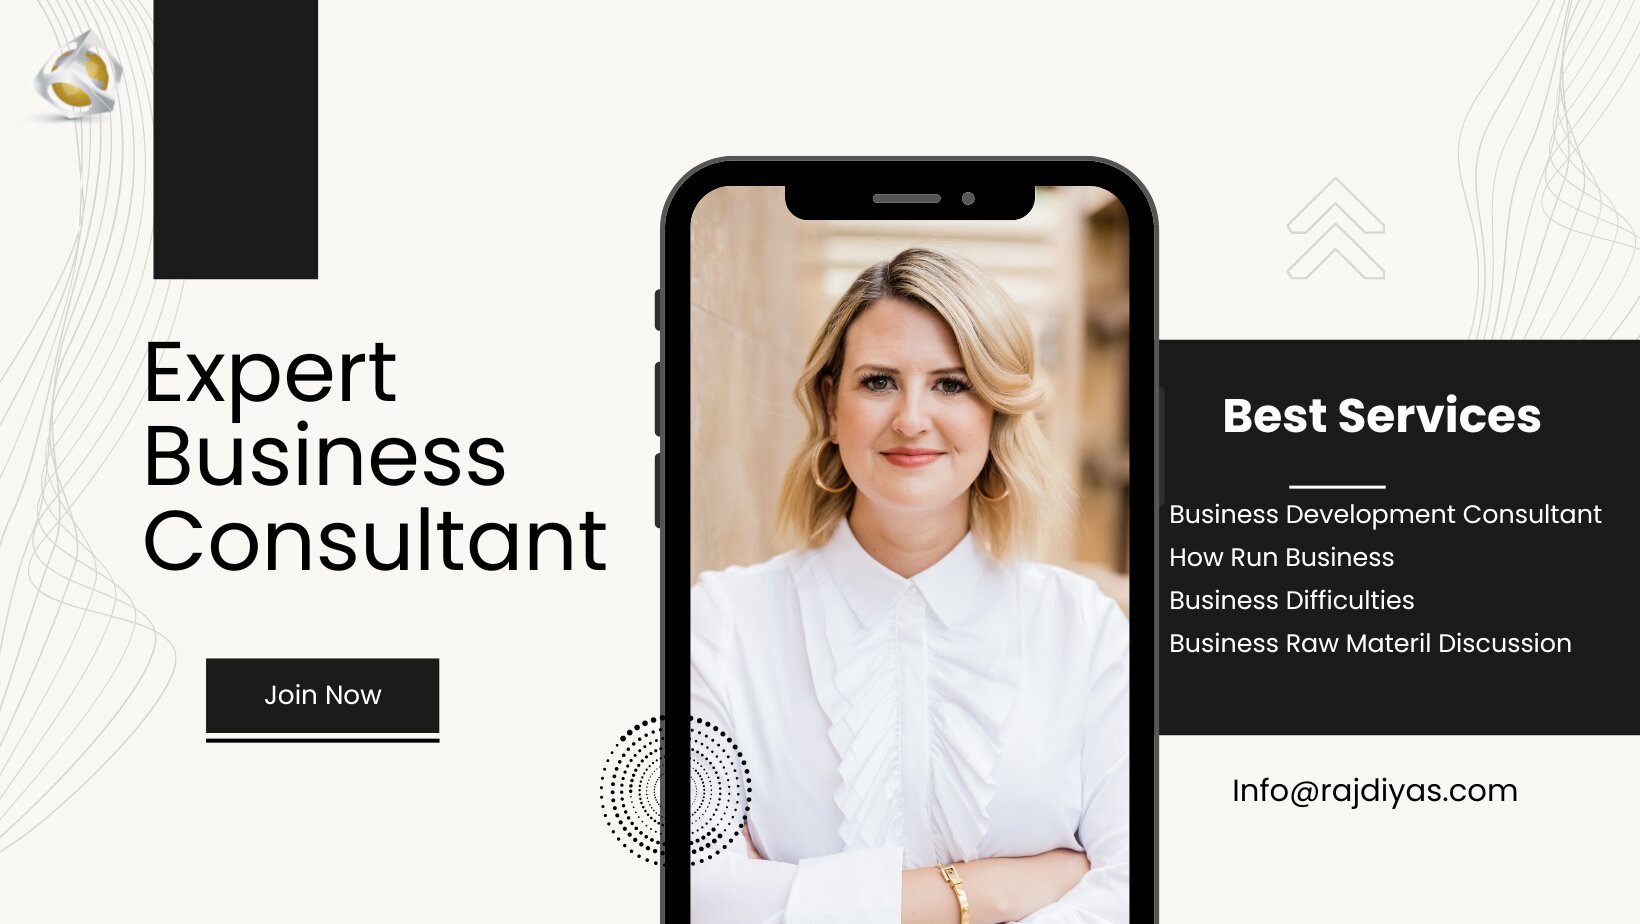 Expert
Business
Consultant
Join Now
Best Services
Business Development Consultant
How Run Business
Business Difficulties
Business Raw Materil Discussion
Info@rajdiyas.com